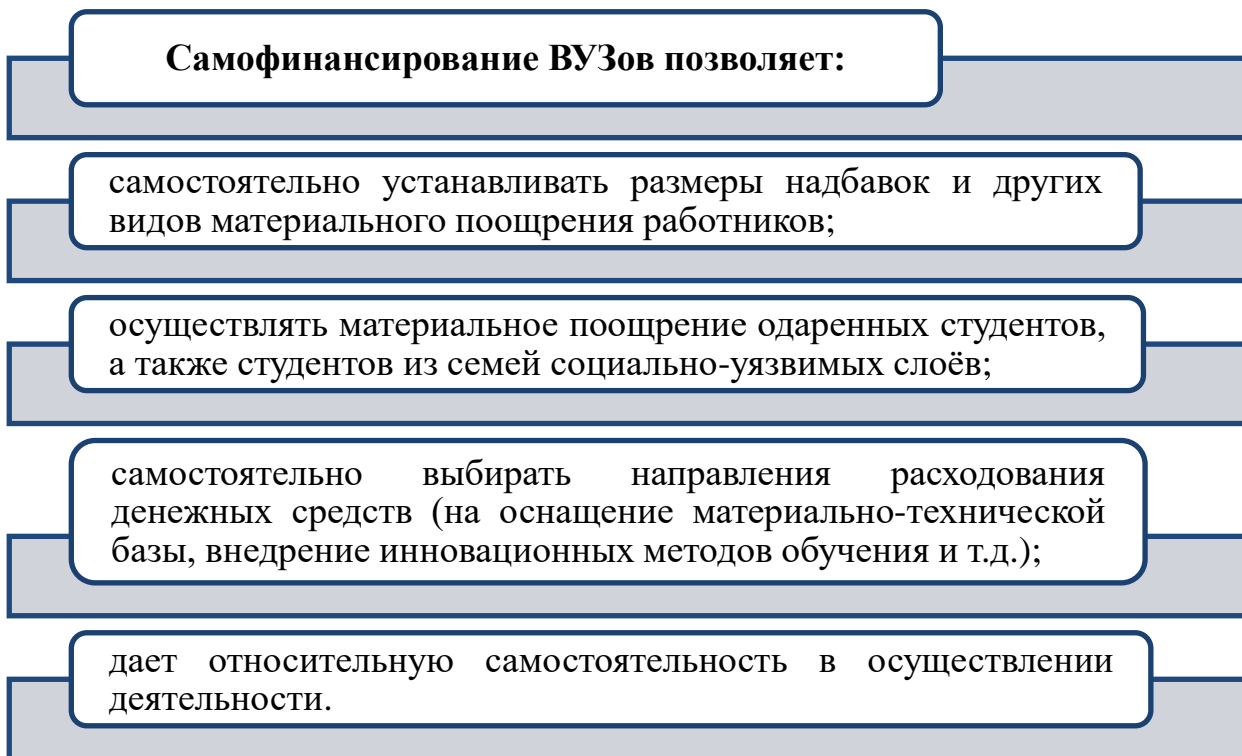 Самофинансирование ВУЗов позволяет:
самостоятельно устанавливать размеры надбавок и других
видов материального поощрения работников;
осуществлять материальное поощрение одаренных студентов,
а также студентов из семей социально-уязвимых слоёв;
самостоятельно выбирать направления расходования
денежных средств (на оснащение материально-технической
базы, внедрение инновационных методов обучения и т.д.);
дает относительную самостоятельность в осуществлении
деятельности.